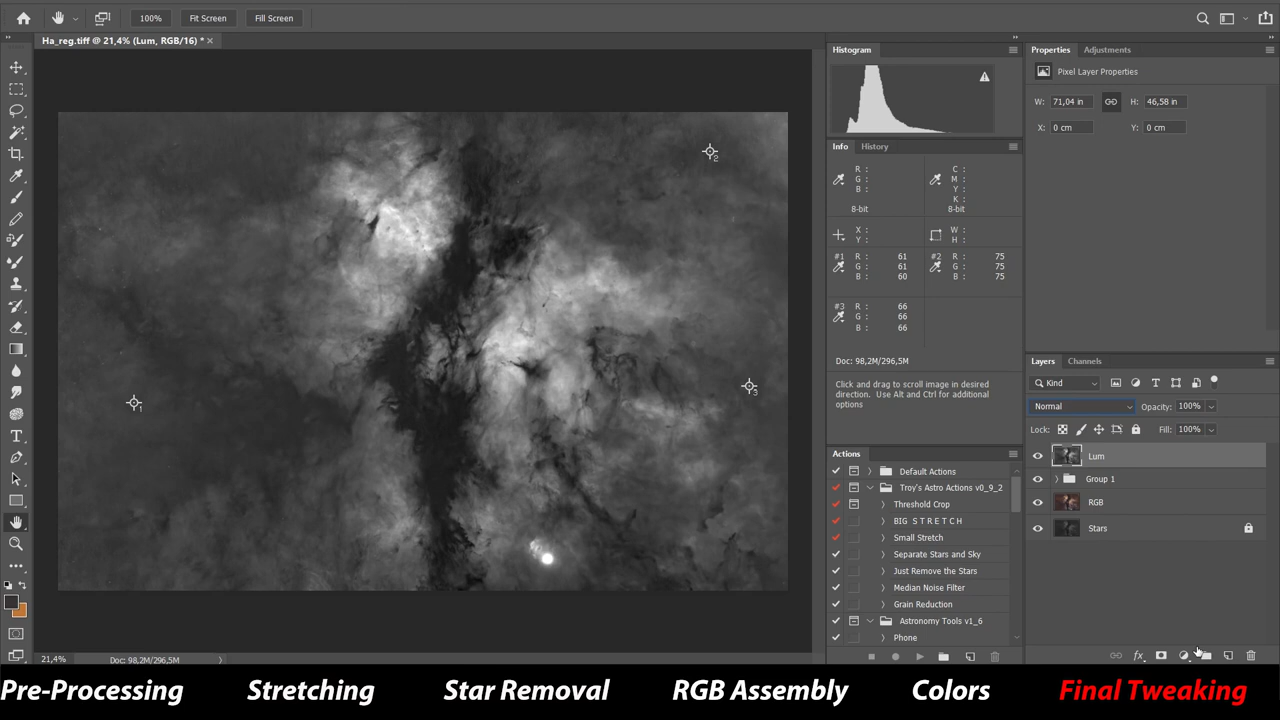 100%
Fit Screen
Fill Screen
Ha_reg.tiff @ 21,4% (Lum, RGB/16) *
Histogram
Properties
Adjustments
Pixel Layer Properties
W: 71,04 in
H: 46,58 in
X: 0 cm
Y: 0 cm
Info
History
R :
G :
B :
8-bit
C :
M :
Y :
K :
8-bit
X :
Y :
W :
H :
#1 R : 61
G : 61
B : 60
#2 R : 75
G : 75
B : 75
#3 R : 66
G : 66
B : 66
Doc: 98,2M/296,5M
Click and drag to scroll image in desired
direction. Use Alt and Ctrl for additional
options
Layers
Channels
Kind
Normal
Opacity: 100%
Lock:
Fill: 100%
Lum
Group 1
RGB
Stars
Actions
Default Actions
Troy's Astro Actions v0_9_2
Threshold Crop
BIG S T R E T C H
Small Stretch
Separate Stars and Sky
Just Remove the Stars
Median Noise Filter
Grain Reduction
Astronomy Tools v1_6
Phone
1
2
3
21,4%
Doc: 98,2M/296,5M
Pre-Processing
Stretching
Star Removal
RGB Assembly
Colors
Final Tweaking